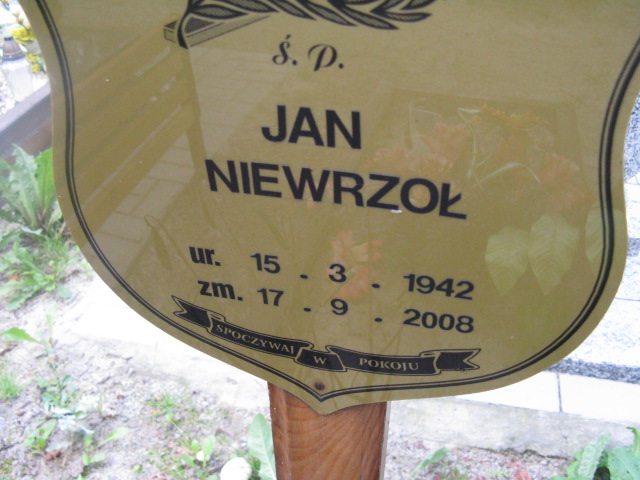 ś. p.
JAN
NIEWRZOŁ
ur. 15 . 3 . 1942
zm. 17 . 9 . 2008
SPOCZYWAJ W POKOJU